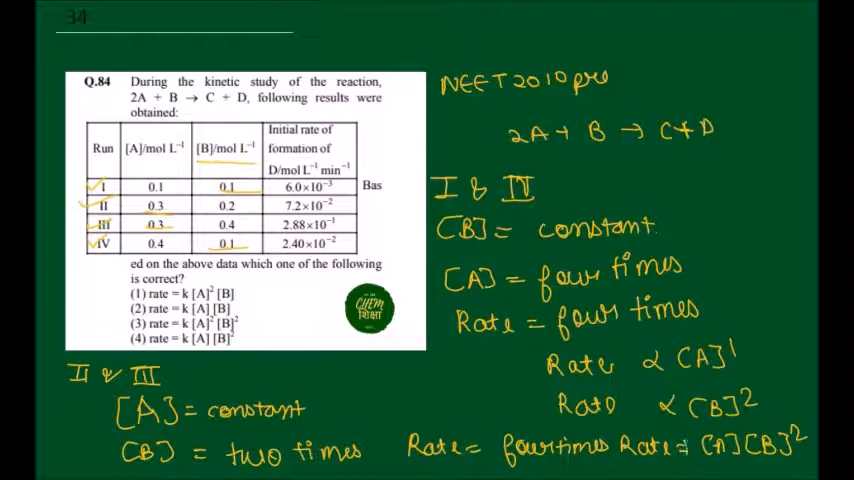 34
Q.84 During the kinetic study of the reaction,
2A + B → C + D, following results were
obtained:
Run [A]/mol L⁻¹ [B]/mol L⁻¹ Initial rate of formation of D/mol L⁻¹ min⁻¹
I 0.1 0.1 6.0×10⁻³
II 0.3 0.2 7.2×10⁻²
III 0.3 0.4 2.88×10⁻¹
IV 0.4 0.1 2.40×10⁻²
Bas
ed on the above data which one of the following
is correct?
(1) rate = k [A]² [B]
(2) rate = k [A] [B]
(3) rate = k [A]² [B]²
(4) rate = k [A] [B]²
CHEM
शिक्षा
NEET 2010 pre
2A + B → C + D
I & IV
[B] = constant.
[A] = four times
Rate = four times
Rate ∝ [A]¹
Rate ∝ [B]²
II & III
[A] = constant
[B] = two times
Rate = four times Rate = [A][B]²